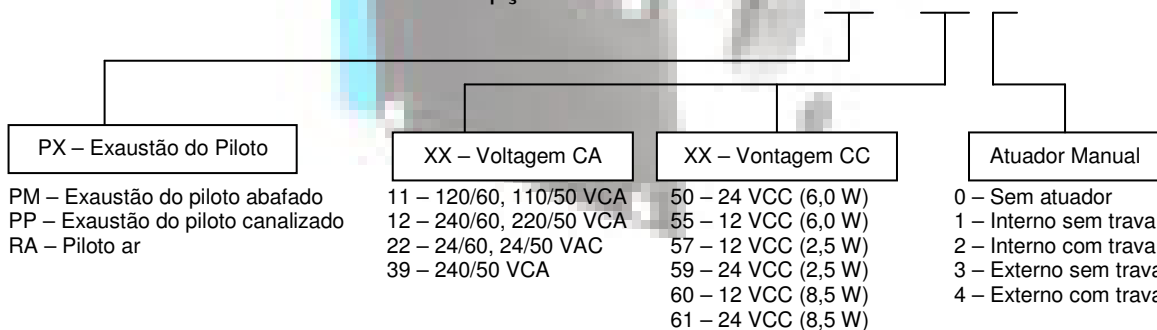 PX – Exaustão do Piloto
XX – Voltagem CA
XX – Vontagem CC
Atuador Manual
PM – Exaustão do piloto abafado
PP – Exaustão do piloto canalizado
RA – Piloto ar
11 – 120/60, 110/50 VCA
12 – 240/60, 220/50 VCA
22 – 24/60, 24/50 VAC
39 – 240/50 VCA
50 – 24 VCC (6,0 W)
55 – 12 VCC (6,0 W)
57 – 12 VCC (2,5 W)
59 – 24 VCC (2,5 W)
60 – 12 VCC (8,5 W)
61 – 24 VCC (8,5 W)
0 – Sem atuador
1 – Interno sem trava
2 – Interno com trava
3 – Externo sem trava
4 – Externo com trava